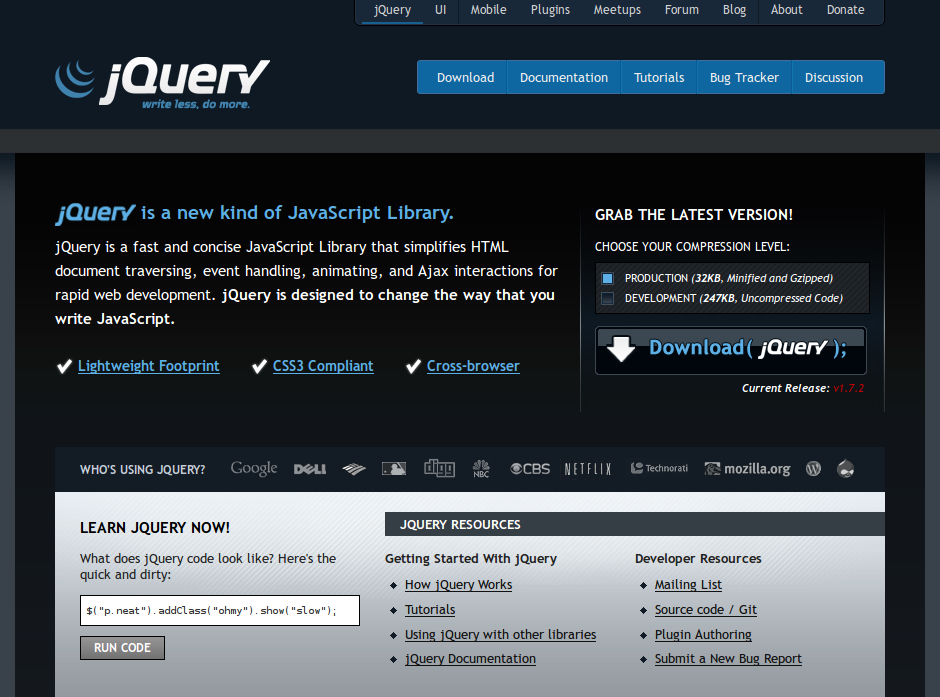 jQuery UI Mobile Plugins Meetups Forum Blog About Donate
jQuery
write less, do more.
Download Documentation Tutorials Bug Tracker Discussion
jQuery is a new kind of JavaScript Library.
jQuery is a fast and concise JavaScript Library that simplifies HTML
document traversing, event handling, animating, and Ajax interactions for
rapid web development. jQuery is designed to change the way that you
write JavaScript.
Lightweight Footprint CSS3 Compliant Cross-browser
GRAB THE LATEST VERSION!
CHOOSE YOUR COMPRESSION LEVEL:
PRODUCTION (32KB, Minified and Gzipped)
DEVELOPMENT (247KB, Uncompressed Code)
Download( jQuery );
Current Release: v1.7.2
WHO'S USING JQUERY? Google DELL digg NBC CBS NETFLIX Technorati mozilla.org
LEARN JQUERY NOW!
What does jQuery code look like? Here's the
quick and dirty:
$("p.neat").addClass("ohmy").show("slow");
RUN CODE
JQUERY RESOURCES
Getting Started With jQuery
How jQuery Works
Tutorials
Using jQuery with other libraries
jQuery Documentation
Developer Resources
Mailing List
Source code / Git
Plugin Authoring
Submit a New Bug Report